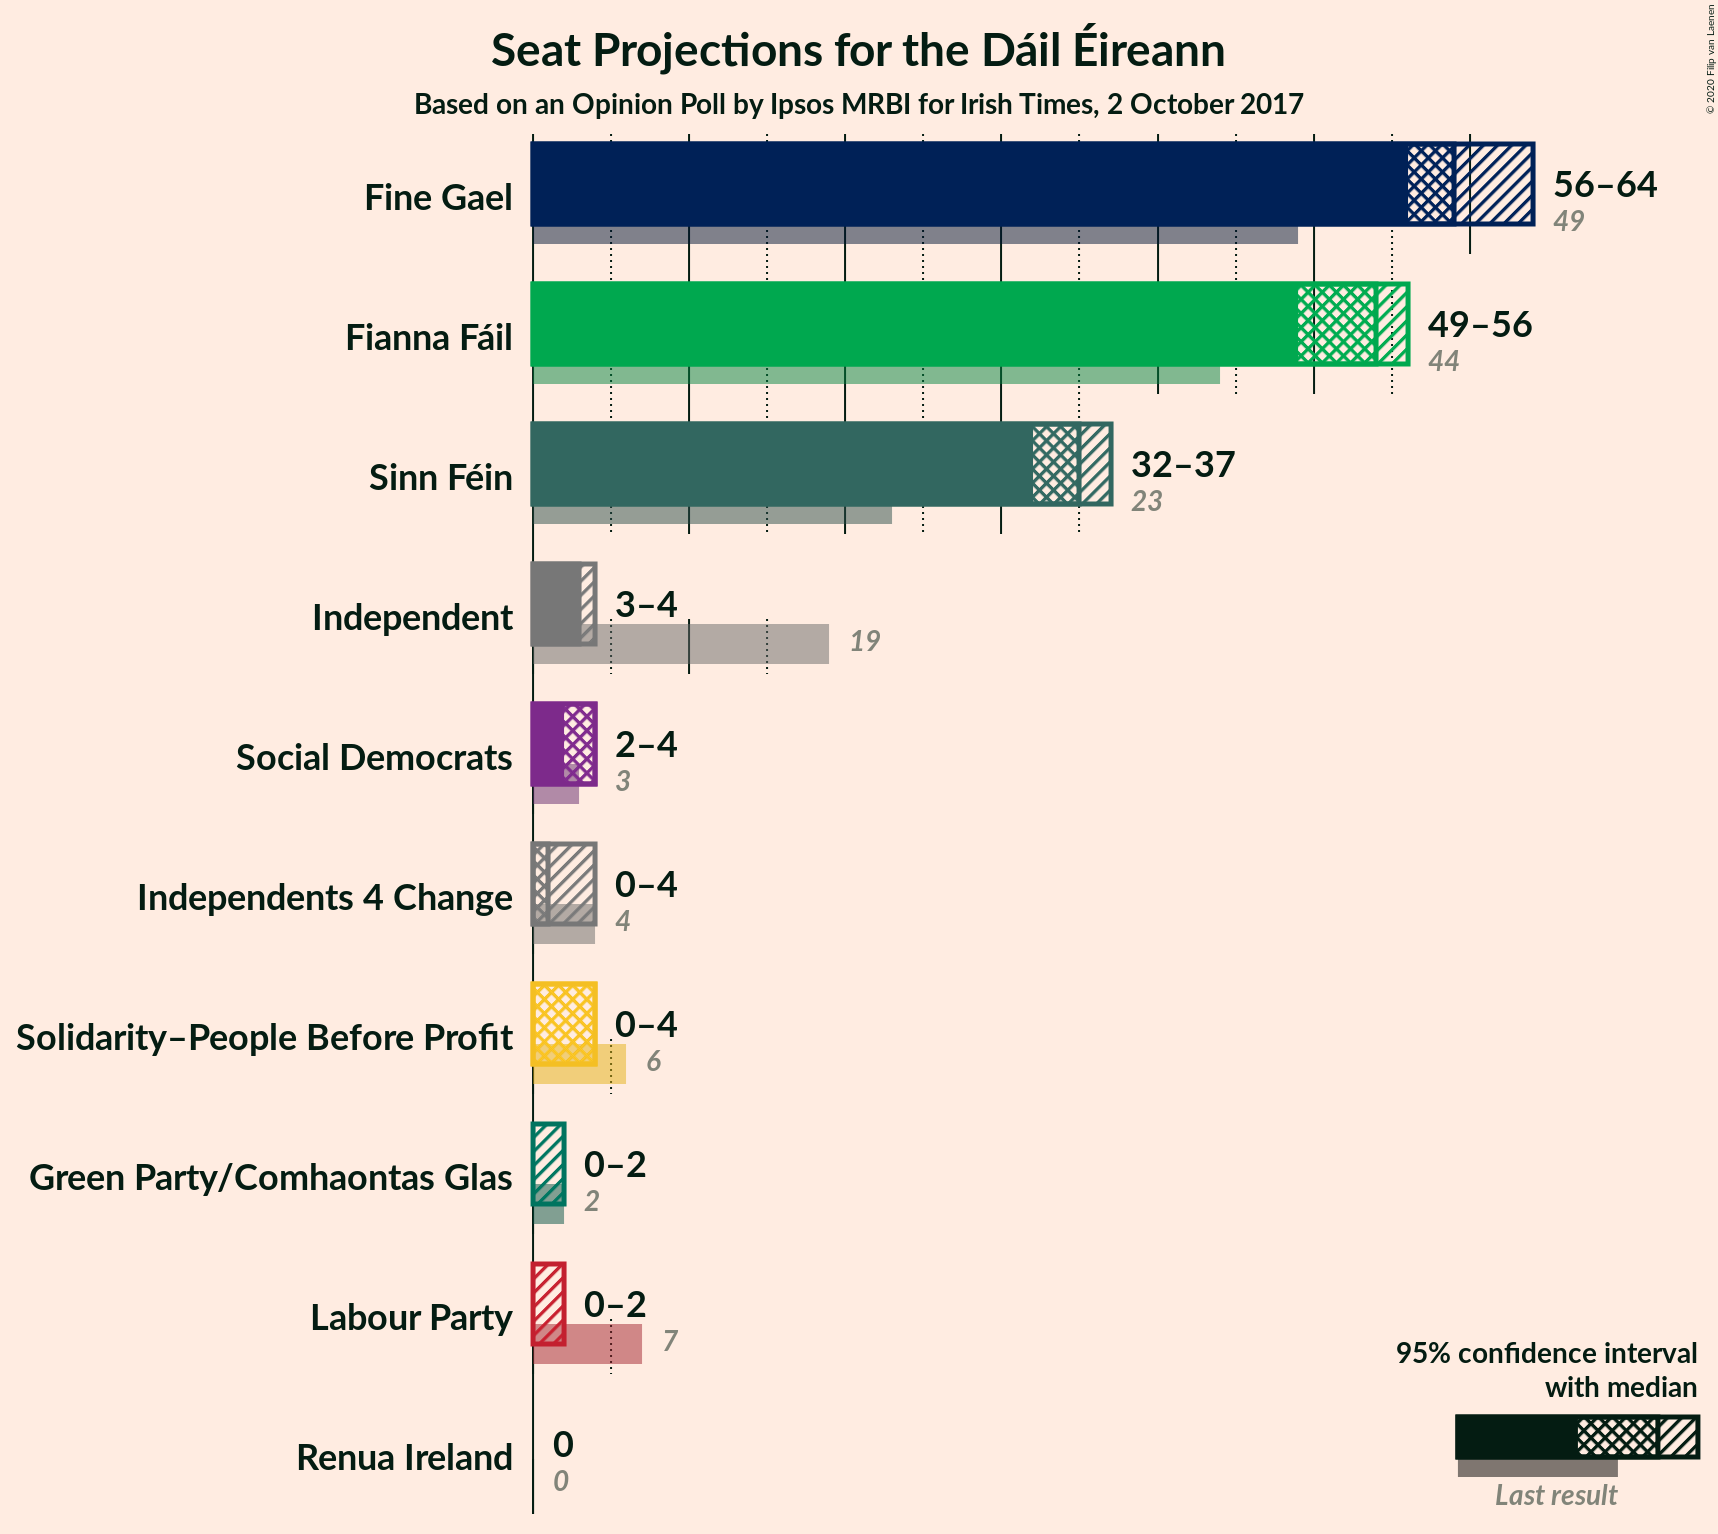 Seat Projections for the Dáil Éireann
Based on an Opinion Poll by Ipsos MRBI for Irish Times, 2 October 2017
© 2020 Filip van Laenen
Fine Gael
56–64
49
Fianna Fáil
49–56
44
Sinn Féin
32–37
23
Independent
3–4
19
Social Democrats
2–4
3
Independents 4 Change
0–4
4
Solidarity–People Before Profit
0–4
6
Green Party/Comhaontas Glas
0–2
2
Labour Party
0–2
7
Renua Ireland
0
0
95% confidence interval
with median
Last result